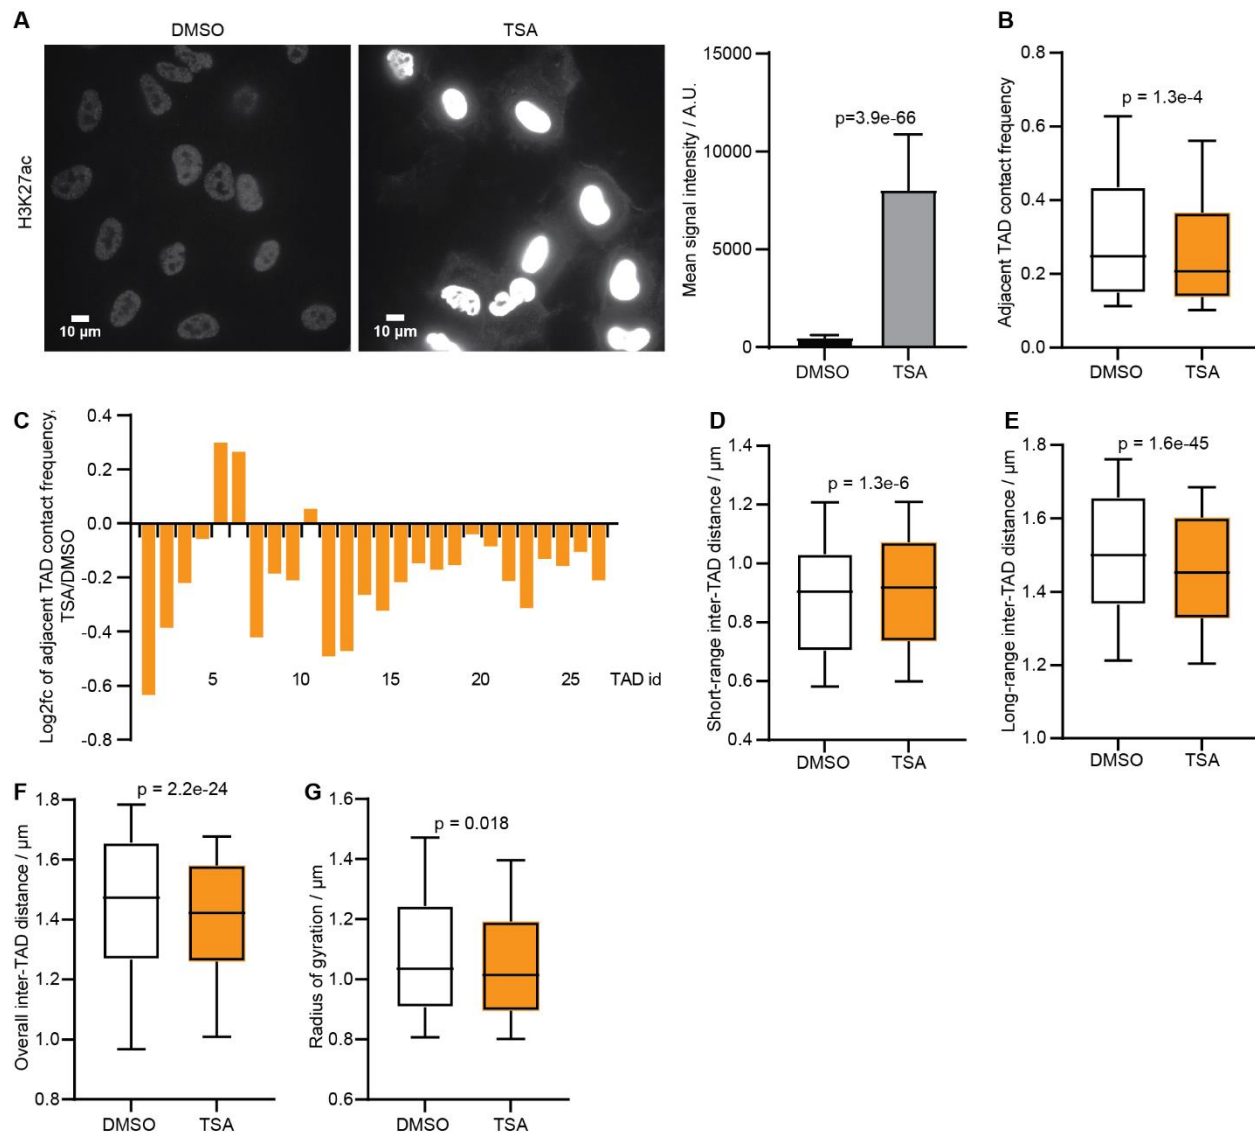 A
DMSO
TSA
H3K27ac
10 µm
10 µm
Mean signal intensity / A.U.
15000
10000
5000
0
p=3.9e-66
DMSO
TSA
B
Adjacent TAD contact frequency
0.8
0.6
0.4
0.2
0.0
p = 1.3e-4
DMSO
TSA
C
Log2fc of adjacent TAD contact frequency,
TSA/DMSO
0.4
0.2
0.0
-0.2
-0.4
-0.6
-0.8
5
10
15
20
25
TAD id
D
Short-range inter-TAD distance / µm
1.4
1.2
1.0
0.8
0.6
0.4
p = 1.3e-6
DMSO
TSA
E
Long-range inter-TAD distance / µm
1.8
1.6
1.4
1.2
1.0
p = 1.6e-45
DMSO
TSA
F
Overall inter-TAD distance / µm
1.8
1.6
1.4
1.2
1.0
0.8
p = 2.2e-24
DMSO
TSA
G
Radius of gyration / µm
1.6
1.4
1.2
1.0
0.8
0.6
p = 0.018
DMSO
TSA